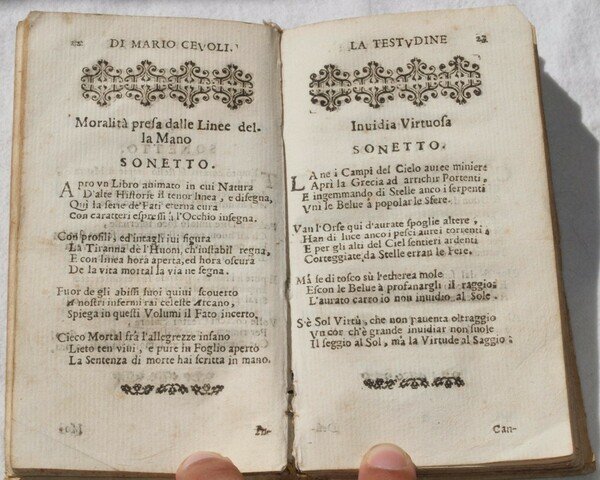 22 DI MARIO CEVOLI.
Moralità presa dalle Linee del-
la Mano
SONETTO.
Apro vn Libro animato in cui Natura
D'alte Historie il tenor linea, e disegna,
Qui la serie de' Fati eterna cura
Con caratteri espressi à l'Occhio insegna.
Con profili, ed'intagli iui figura
La Tiranna de l'Huom, ch'instabil regna,
E con linea hora aperta, ed hora oscura
De la vita mortal la via ne segna.
Fuor de gli abissi suoi quini scouerto
A nostri infermi rai celeste Arcano,
Spiega in questi Volumi il Fato incerto.
Cieco Mortal frà l'allegrezze insano
Lieto ten viui, e pure in Foglio aperto
La Sentenza di morte hai scritta in mano.
In-
LA TESTVDINE 23
Inuidia Virtuosa
SONETTO.
LA ne i Campi del Cielo auree miniere
Aprì la Grecia ad artichir Portenti,
E ingemmando di Stelle anco i serpenti
Vnì le Belue à popolar le Sfere.
Van l'Orse qui d'aurate spoglie altere,
Han di luce anco i pesci aurei torrenti
E per gli alti del Ciel sentieri ardenti
Corteggiate da Stelle errau le Fere.
Mà se di tosco sù l'etherea mole
Escon le Belue à profanargli il raggio,
L'aurato carro io non inuidio al Sole.
S'è Sol Virtù, che non pauenta oltraggio
Vn cor ch'è grande inuidiar non suole
Il seggio al Sol, mà la Virtude al Saggio.
Can-